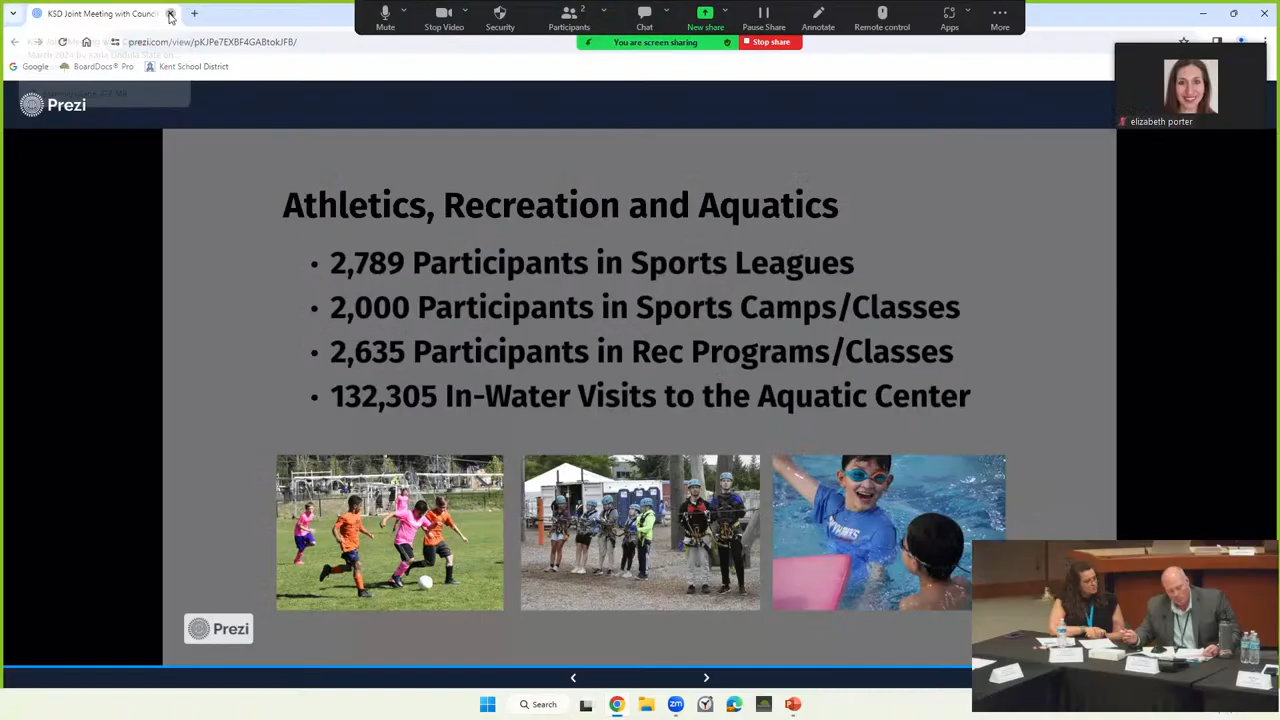 KSD Joint Meeting with Counci
Mute
Stop Video
Security
Participants
2
Chat
New share
Pause Share
Annotate
Remote control
Apps
More
You are screen sharing
Stop share
prezi.com/view/pKJPe7EXBF4GABtokJFB/
Google
BoardDocs® Pro
Kent School District
Prezi
elizabeth porter
Athletics, Recreation and Aquatics
• 2,789 Participants in Sports Leagues
• 2,000 Participants in Sports Camps/Classes
• 2,635 Participants in Rec Programs/Classes
• 132,305 In-Water Visits to the Aquatic Center
Prezi
Search
zm